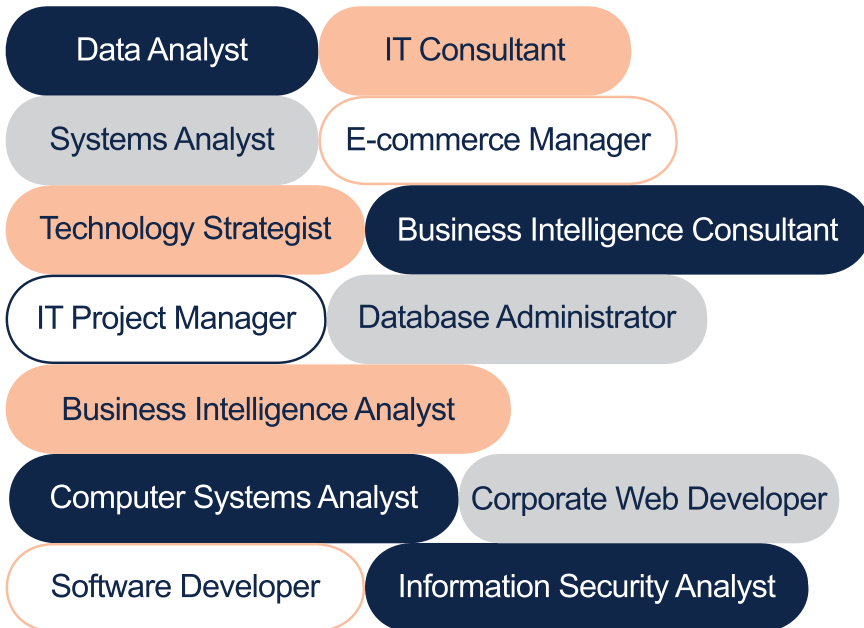 Data Analyst
IT Consultant
Systems Analyst
E-commerce Manager
Technology Strategist
Business Intelligence Consultant
IT Project Manager
Database Administrator
Business Intelligence Analyst
Computer Systems Analyst
Corporate Web Developer
Software Developer
Information Security Analyst